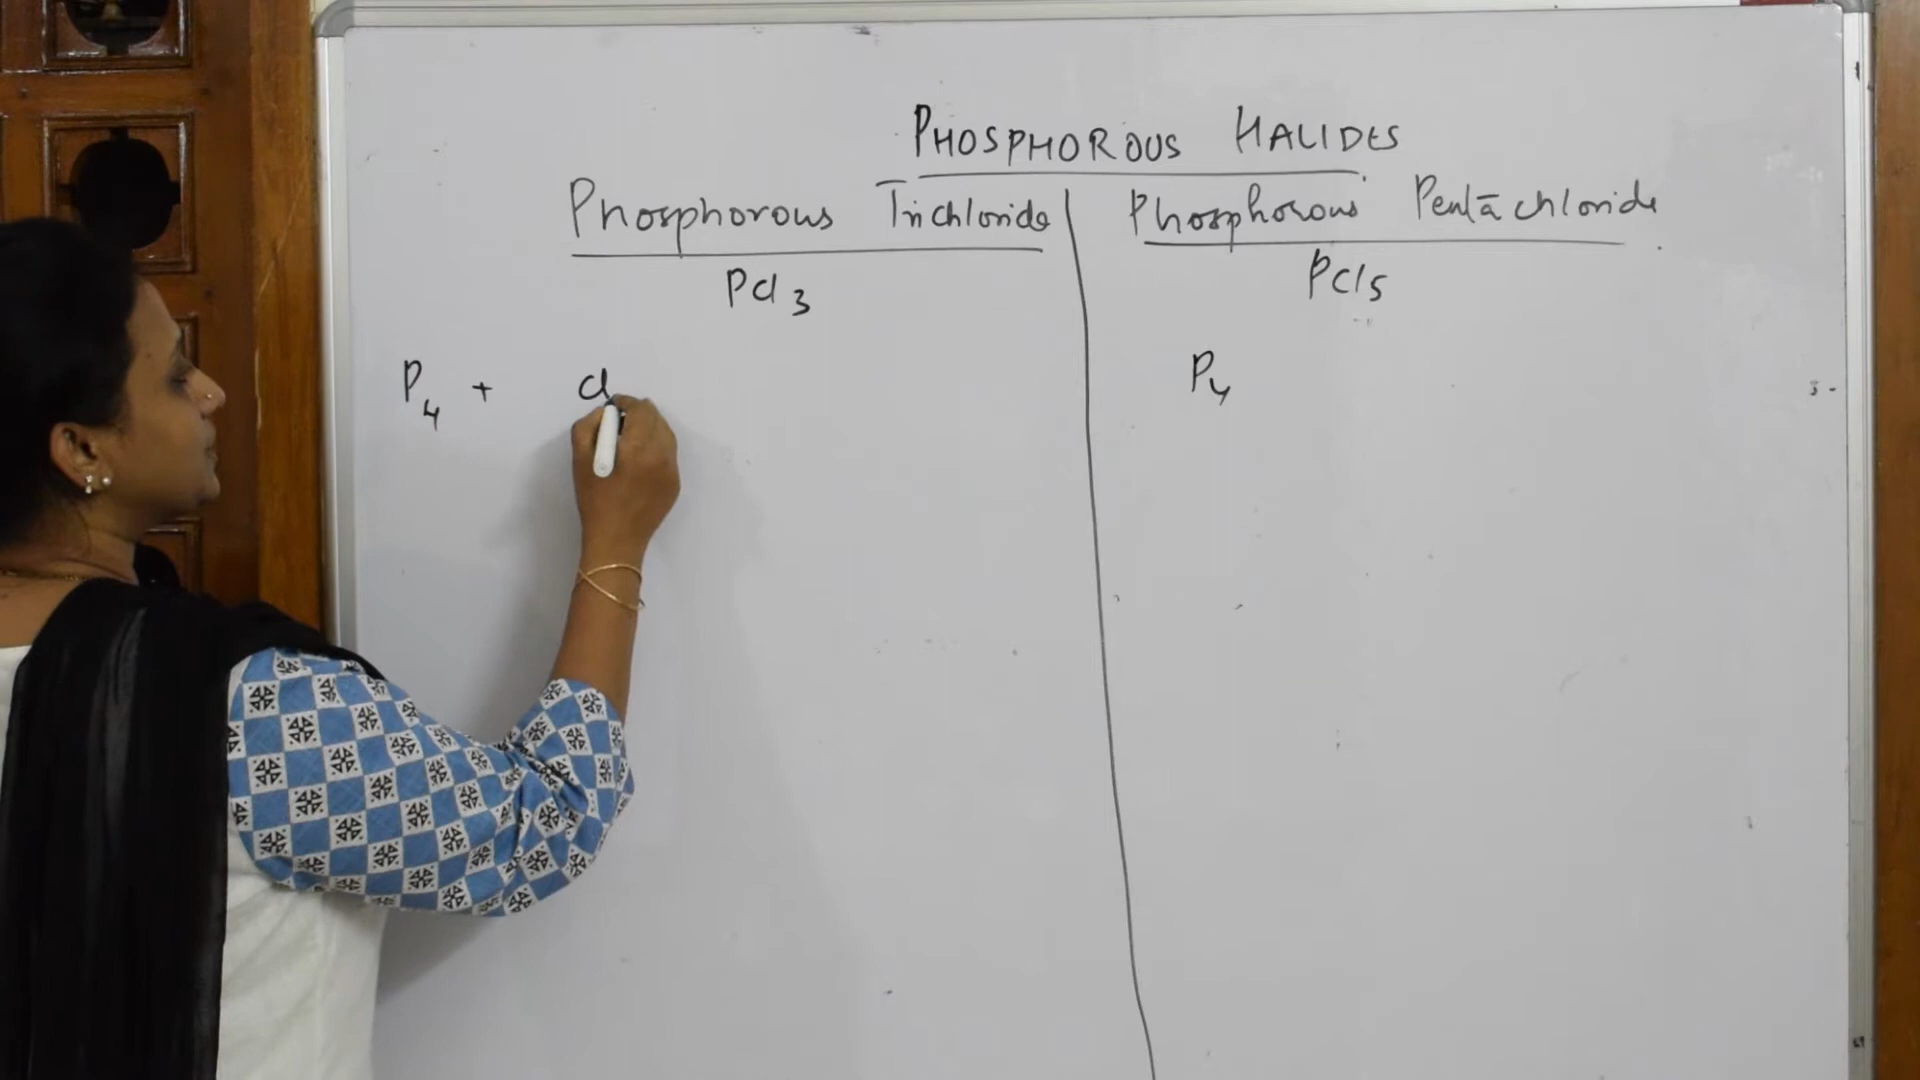 PHOSPHOROUS HALIDES
Phosphorous Trichloride
PCl3
P4 + Cl
Phosphorous Pentachloride
PCl5
P4